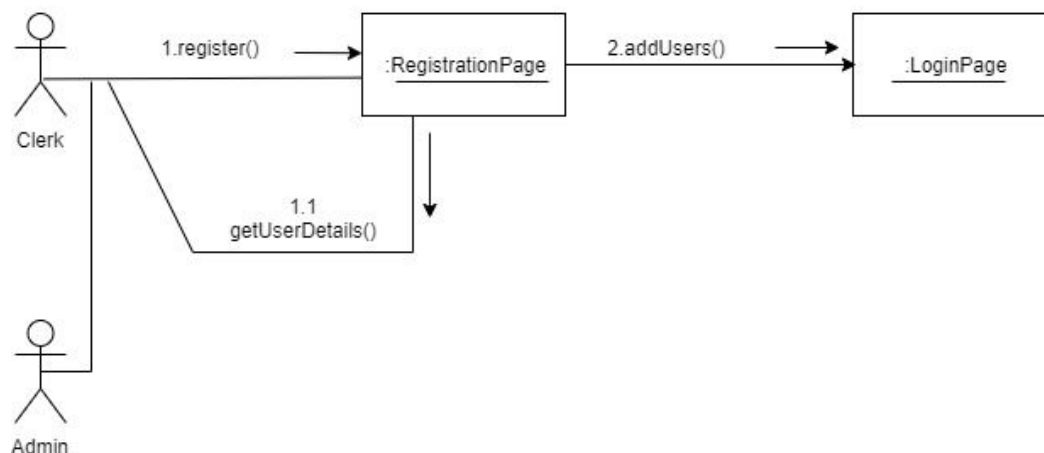 1.register()
:RegistrationPage
2.addUsers()
:LoginPage
Clerk
1.1
getUserDetails()
Admin